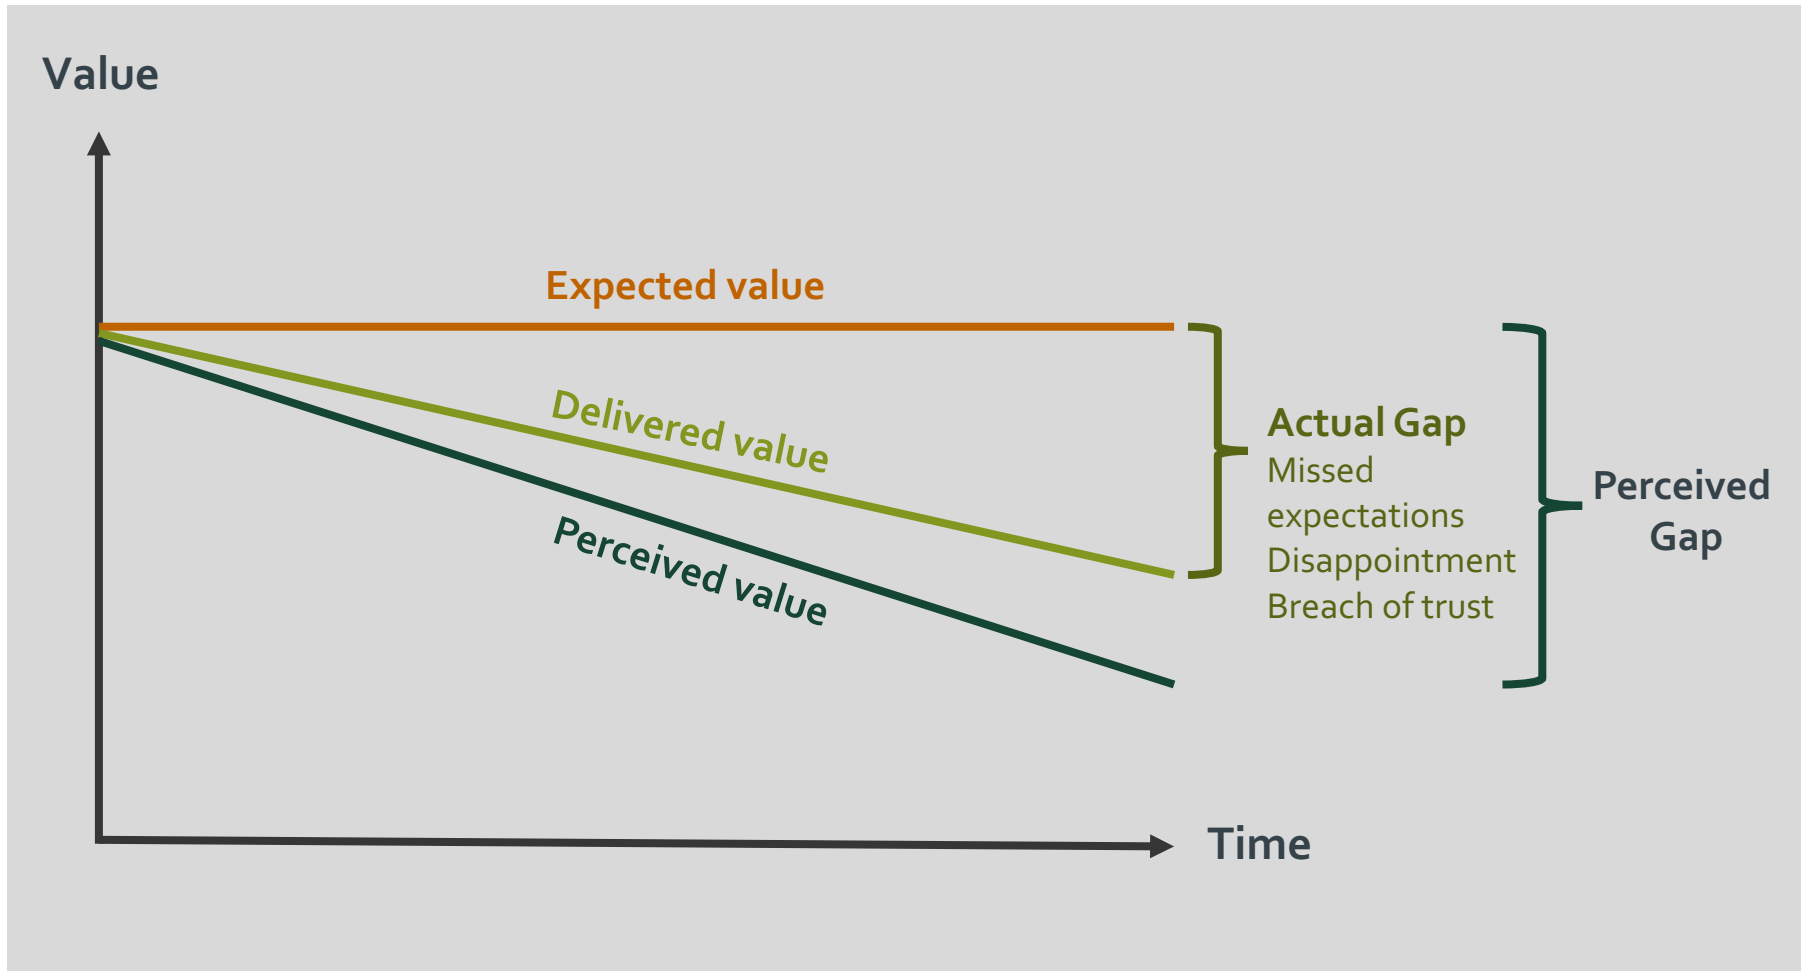 Value
Expected value
Delivered value
Perceived value
Actual Gap
Missed
expectations
Disappointment
Breach of trust
Perceived
Gap
Time